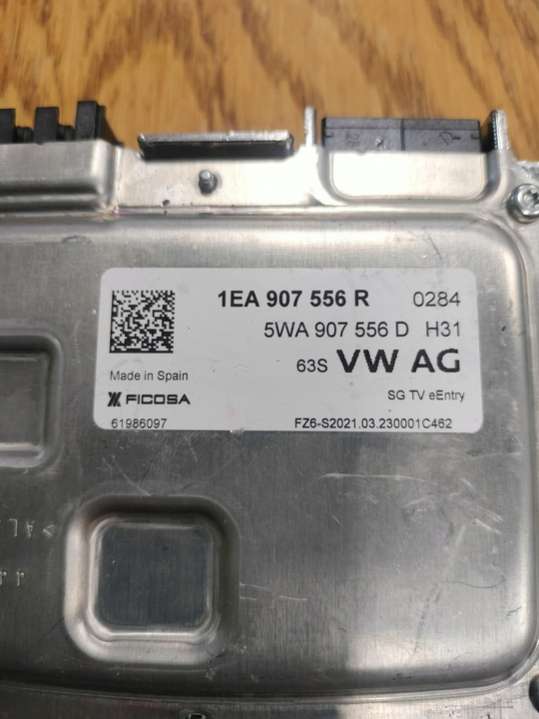 1EA 907 556 R 0284
5WA 907 556 D H31
63S VW AG
Made in Spain
SG TV eEntry
FICOSA
61986097
FZ6-S2021.03.230001C462
>AL